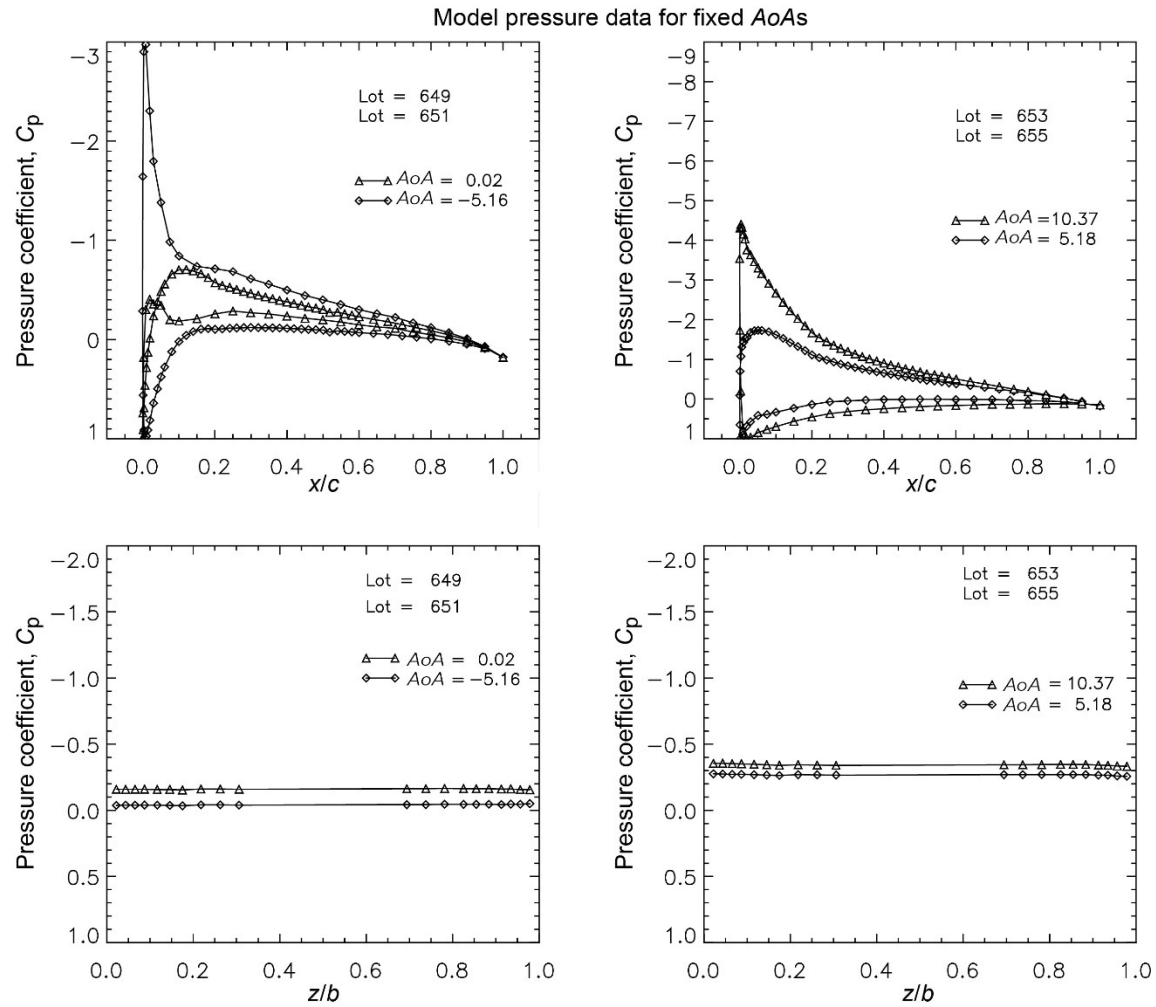 Model pressure data for fixed AoAs
Pressure coefficient, Cp
−3
−2
−1
0
1
Lot = 649
Lot = 651
AoA = 0.02
AoA = −5.16
0.0 0.2 0.4 0.6 0.8 1.0
x/c
Pressure coefficient, Cp
−9
−8
−7
−6
−5
−4
−3
−2
−1
0
1
Lot = 653
Lot = 655
AoA =10.37
AoA = 5.18
0.0 0.2 0.4 0.6 0.8 1.0
x/c
Pressure coefficient, Cp
−2.0
−1.5
−1.0
−0.5
0.0
0.5
1.0
Lot = 649
Lot = 651
AoA = 0.02
AoA = −5.16
0.0 0.2 0.4 0.6 0.8 1.0
z/b
Pressure coefficient, Cp
−2.0
−1.5
−1.0
−0.5
0.0
0.5
1.0
Lot = 653
Lot = 655
AoA = 10.37
AoA = 5.18
0.0 0.2 0.4 0.6 0.8 1.0
z/b